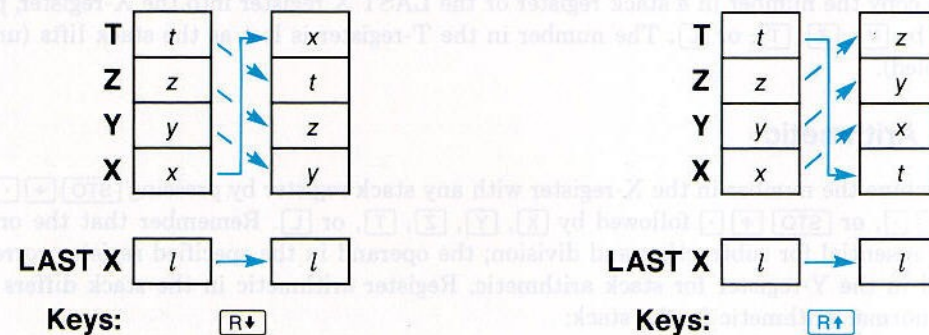 T t x T t z
Z z t Z z y
Y y z Y y x
X x y X x t
LAST X l l LAST X l l
Keys: R↓ Keys: R↑